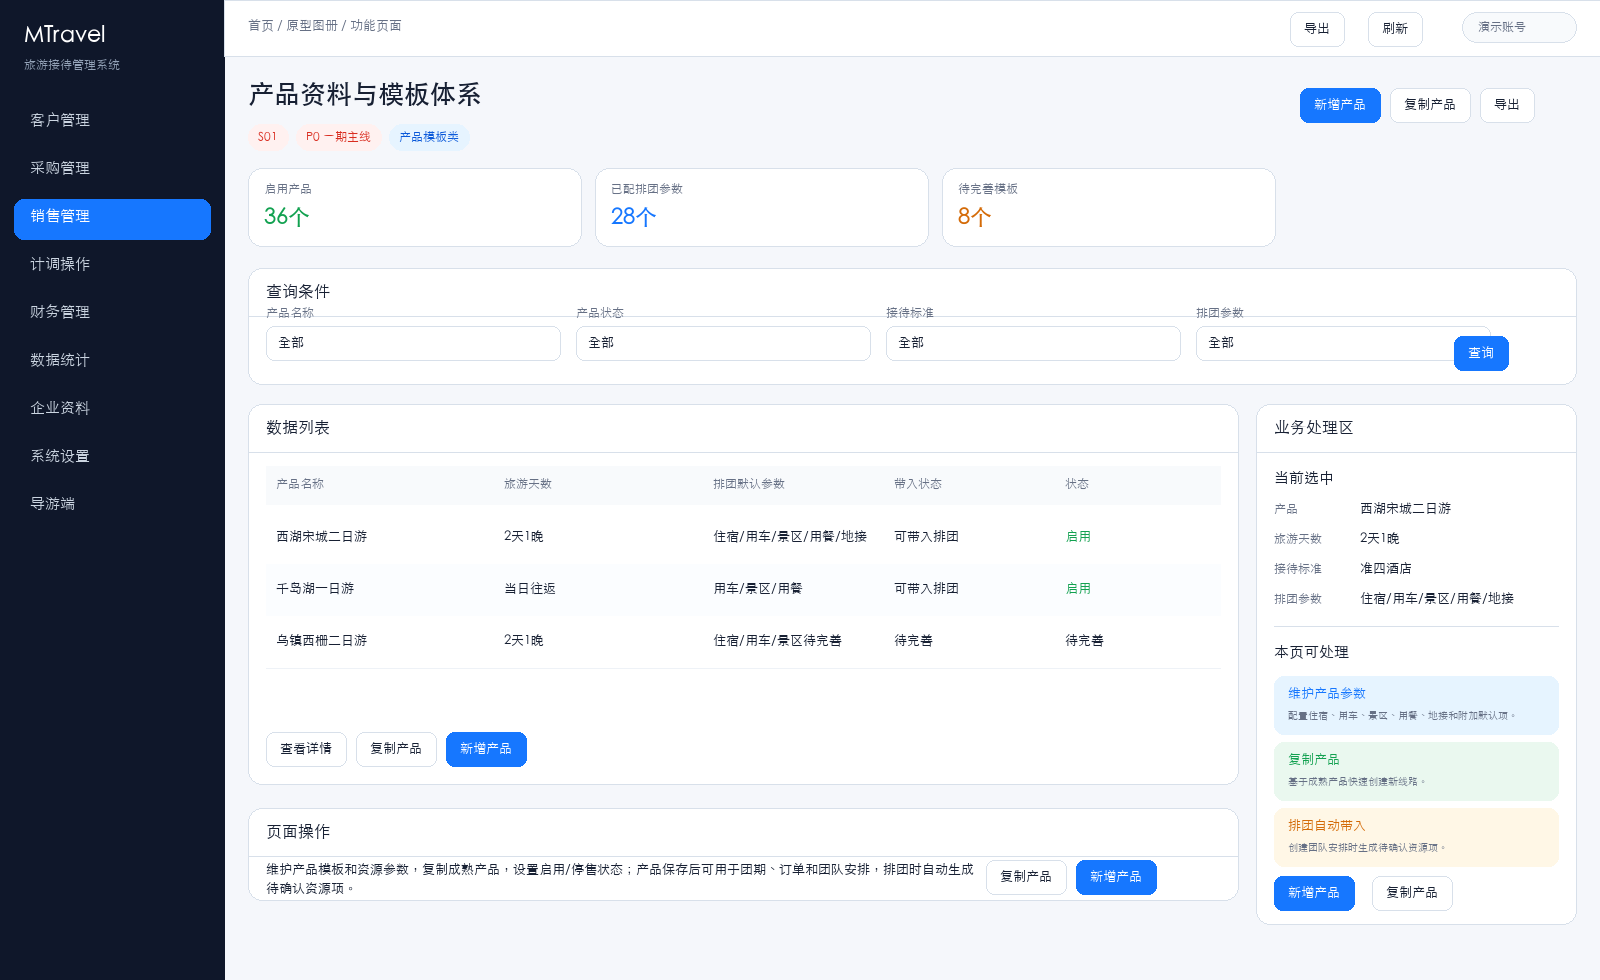 MTravel
旅游接待管理系统
客户管理
采购管理
销售管理
计调操作
财务管理
数据统计
企业资料
系统设置
导游端
首页 / 原型图册 / 功能页面
导出
刷新
演示账号
产品资料与模板体系
新增产品
复制产品
导出
S01
P0 一期主线
产品模板类
启用产品
36个
已配排团参数
28个
待完善模板
8个
查询条件
产品名称
产品状态
接待标准
排团参数
全部
全部
全部
全部
查询
数据列表
产品名称 旅游天数 排团默认参数 带入状态 状态
西湖宋城二日游 2天1晚 住宿/用车/景区/用餐/地接 可带入排团 启用
千岛湖一日游 当日往返 用车/景区/用餐 可带入排团 启用
乌镇西栅二日游 2天1晚 住宿/用车/景区待完善 待完善 待完善
查看详情
复制产品
新增产品
页面操作
维护产品模板和资源参数，复制成熟产品，设置启用/停售状态；产品保存后可用于团期、订单和团队安排，排团时自动生成
待确认资源项。
复制产品
新增产品
业务处理区
当前选中
产品 西湖宋城二日游
旅游天数 2天1晚
接待标准 准四酒店
排团参数 住宿/用车/景区/用餐/地接
本页可处理
维护产品参数
配置住宿、用车、景区、用餐、地接和附加默认项。
复制产品
基于成熟产品快速创建新线路。
排团自动带入
创建团队安排时生成待确认资源项。
新增产品
复制产品